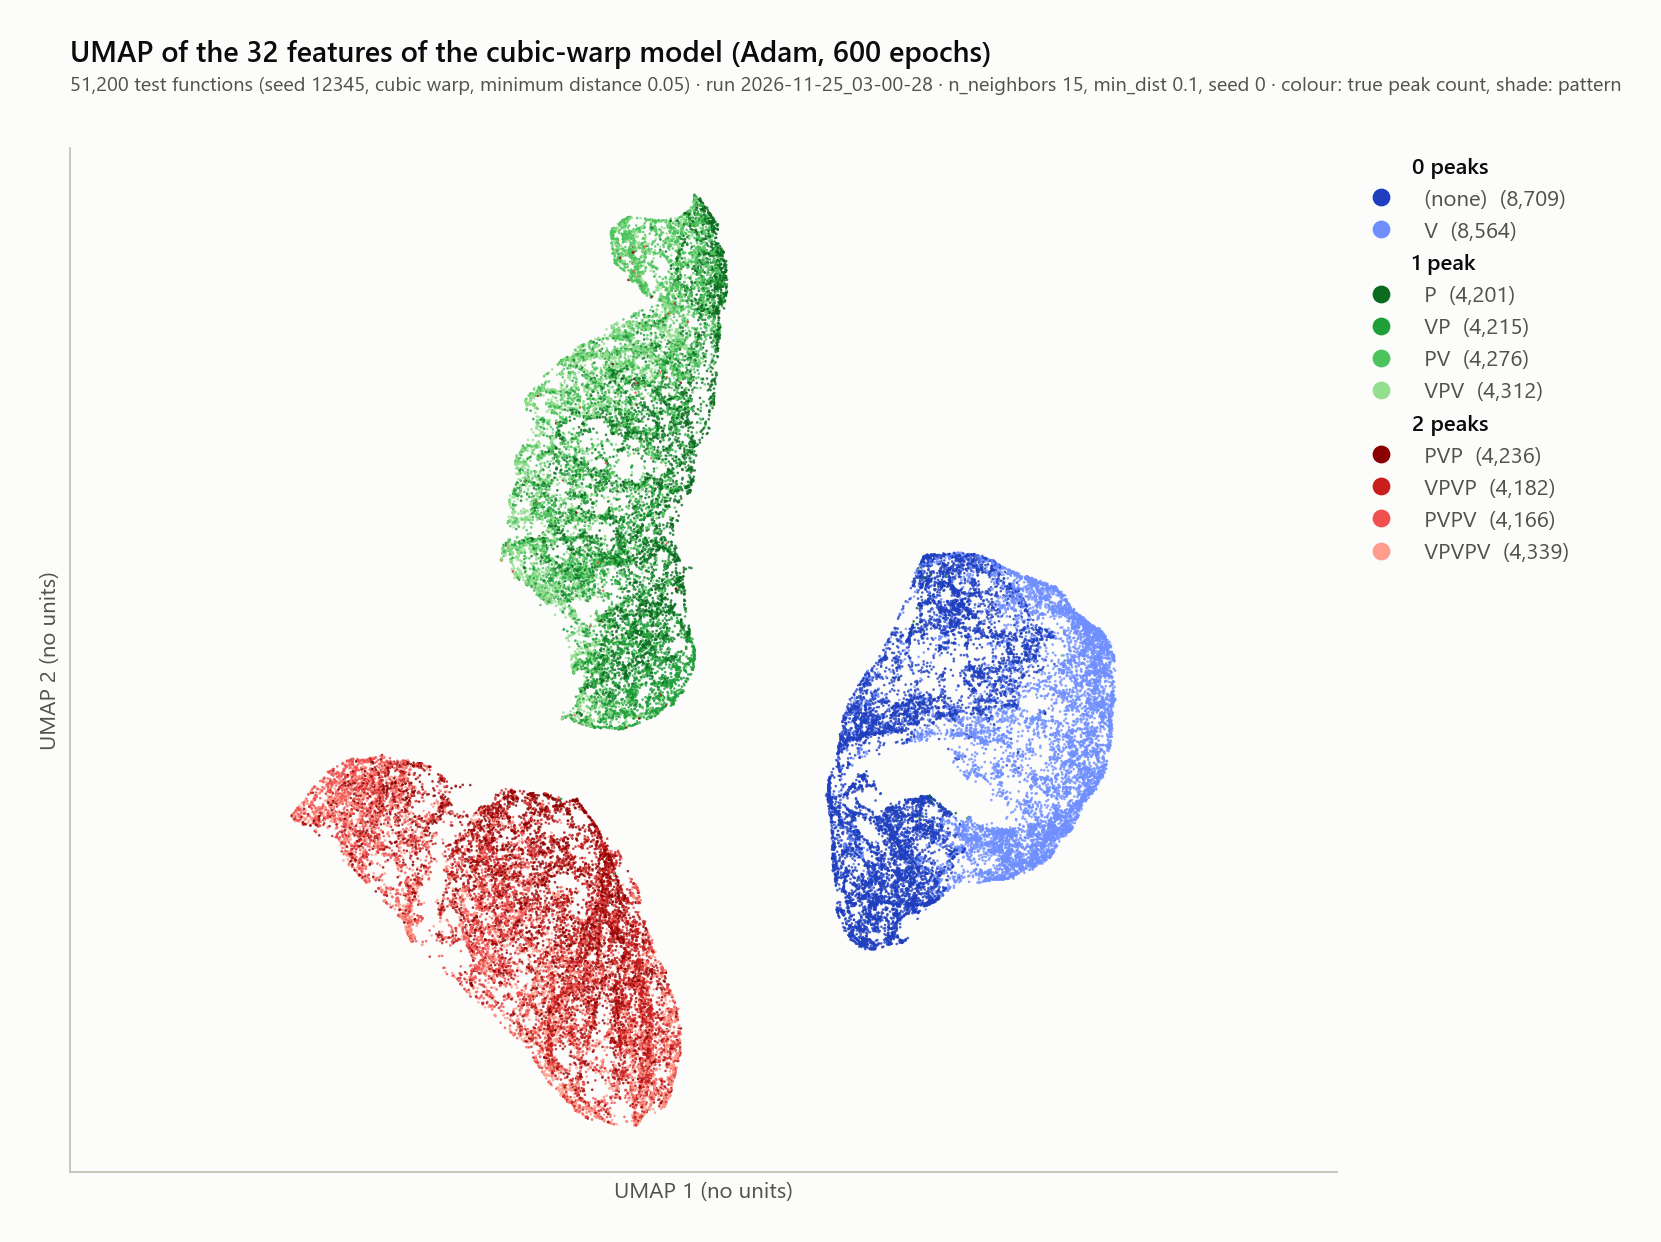 UMAP of the 32 features of the cubic-warp model (Adam, 600 epochs)
51,200 test functions (seed 12345, cubic warp, minimum distance 0.05) · run 2026-11-25_03-00-28 · n_neighbors 15, min_dist 0.1, seed 0 · colour: true peak count, shade: pattern
0 peaks
(none) (8,709)
V (8,564)
1 peak
P (4,201)
VP (4,215)
PV (4,276)
VPV (4,312)
2 peaks
PVP (4,236)
VPVP (4,182)
PVPV (4,166)
VPVPV (4,339)
UMAP 2 (no units)
UMAP 1 (no units)